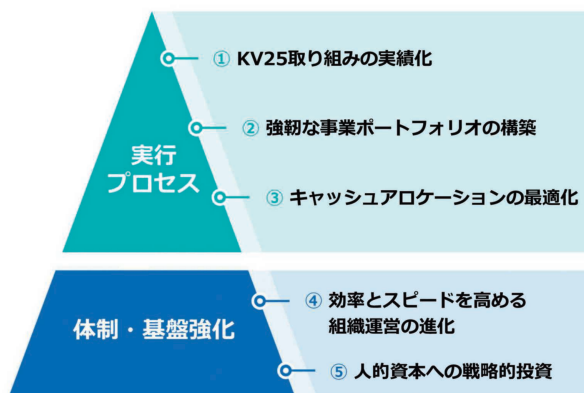 ① KV25取り組みの実績化
② 強靭な事業ポートフォリオの構築
実行
プロセス
③ キャッシュアロケーションの最適化
④ 効率とスピードを高める
組織運営の進化
体制・基盤強化
⑤ 人的資本への戦略的投資